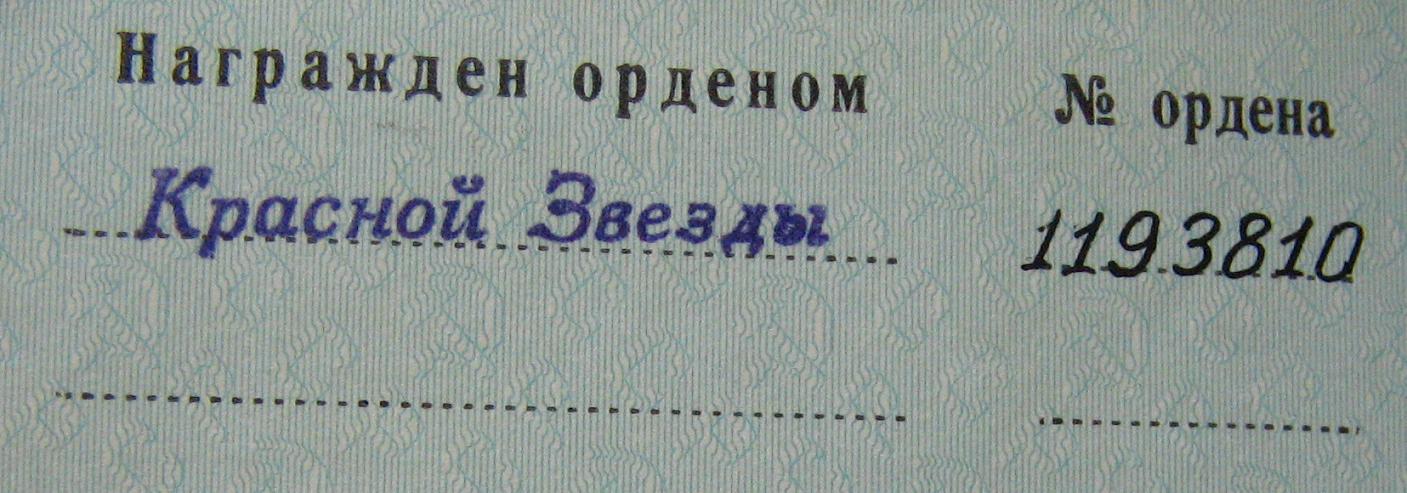 Награжден орденом № ордена
Красной Звезды 1193810